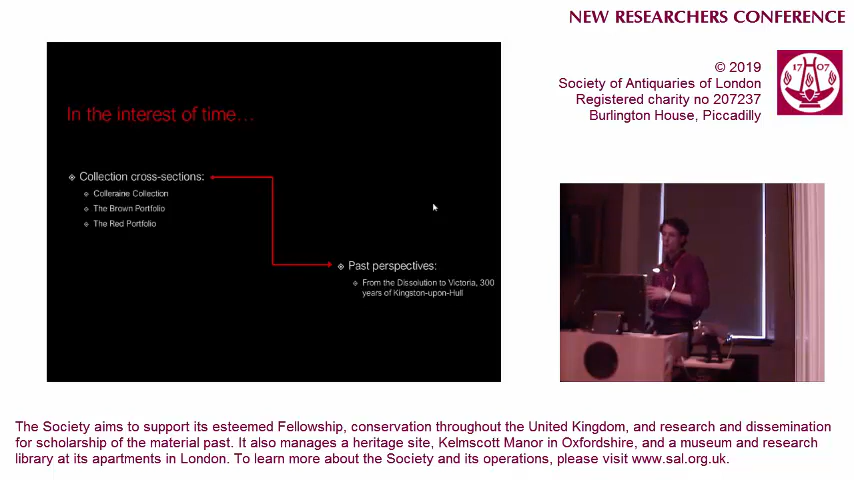 NEW RESEARCHERS CONFERENCE
© 2019
Society of Antiquaries of London
Registered charity no 207237
Burlington House, Piccadilly
1707
In the interest of time…
Collection cross-sections:
Colleraine Collection
The Brown Portfolio
The Red Portfolio
Past perspectives:
From the Dissolution to Victoria, 300
years of Kingston-upon-Hull
The Society aims to support its esteemed Fellowship, conservation throughout the United Kingdom, and research and dissemination
for scholarship of the material past. It also manages a heritage site, Kelmscott Manor in Oxfordshire, and a museum and research
library at its apartments in London. To learn more about the Society and its operations, please visit www.sal.org.uk.